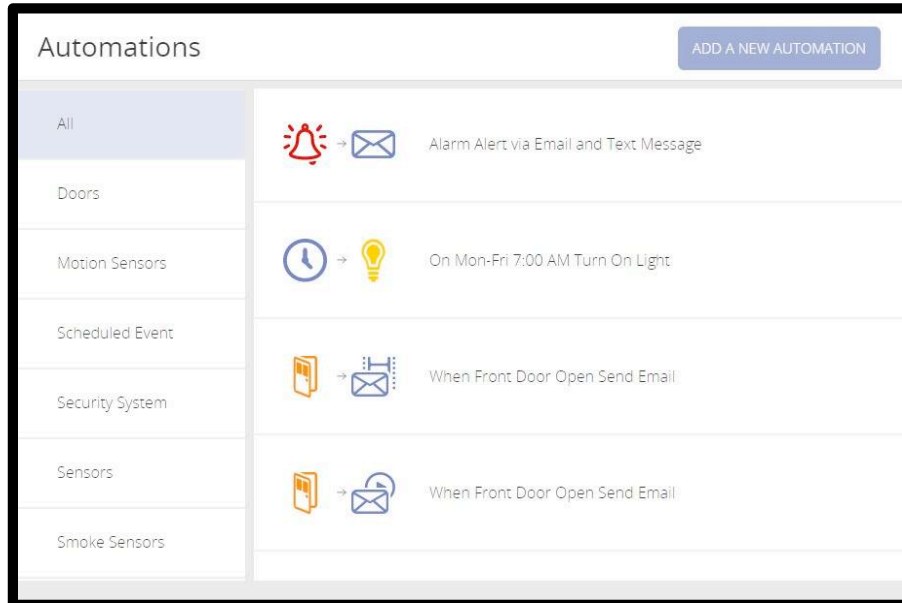 Automations
ADD A NEW AUTOMATION
All
Doors
Motion Sensors
Scheduled Event
Security System
Sensors
Smoke Sensors
Alarm Alert via Email and Text Message
On Mon-Fri 7:00 AM Turn On Light
When Front Door Open Send Email
When Front Door Open Send Email